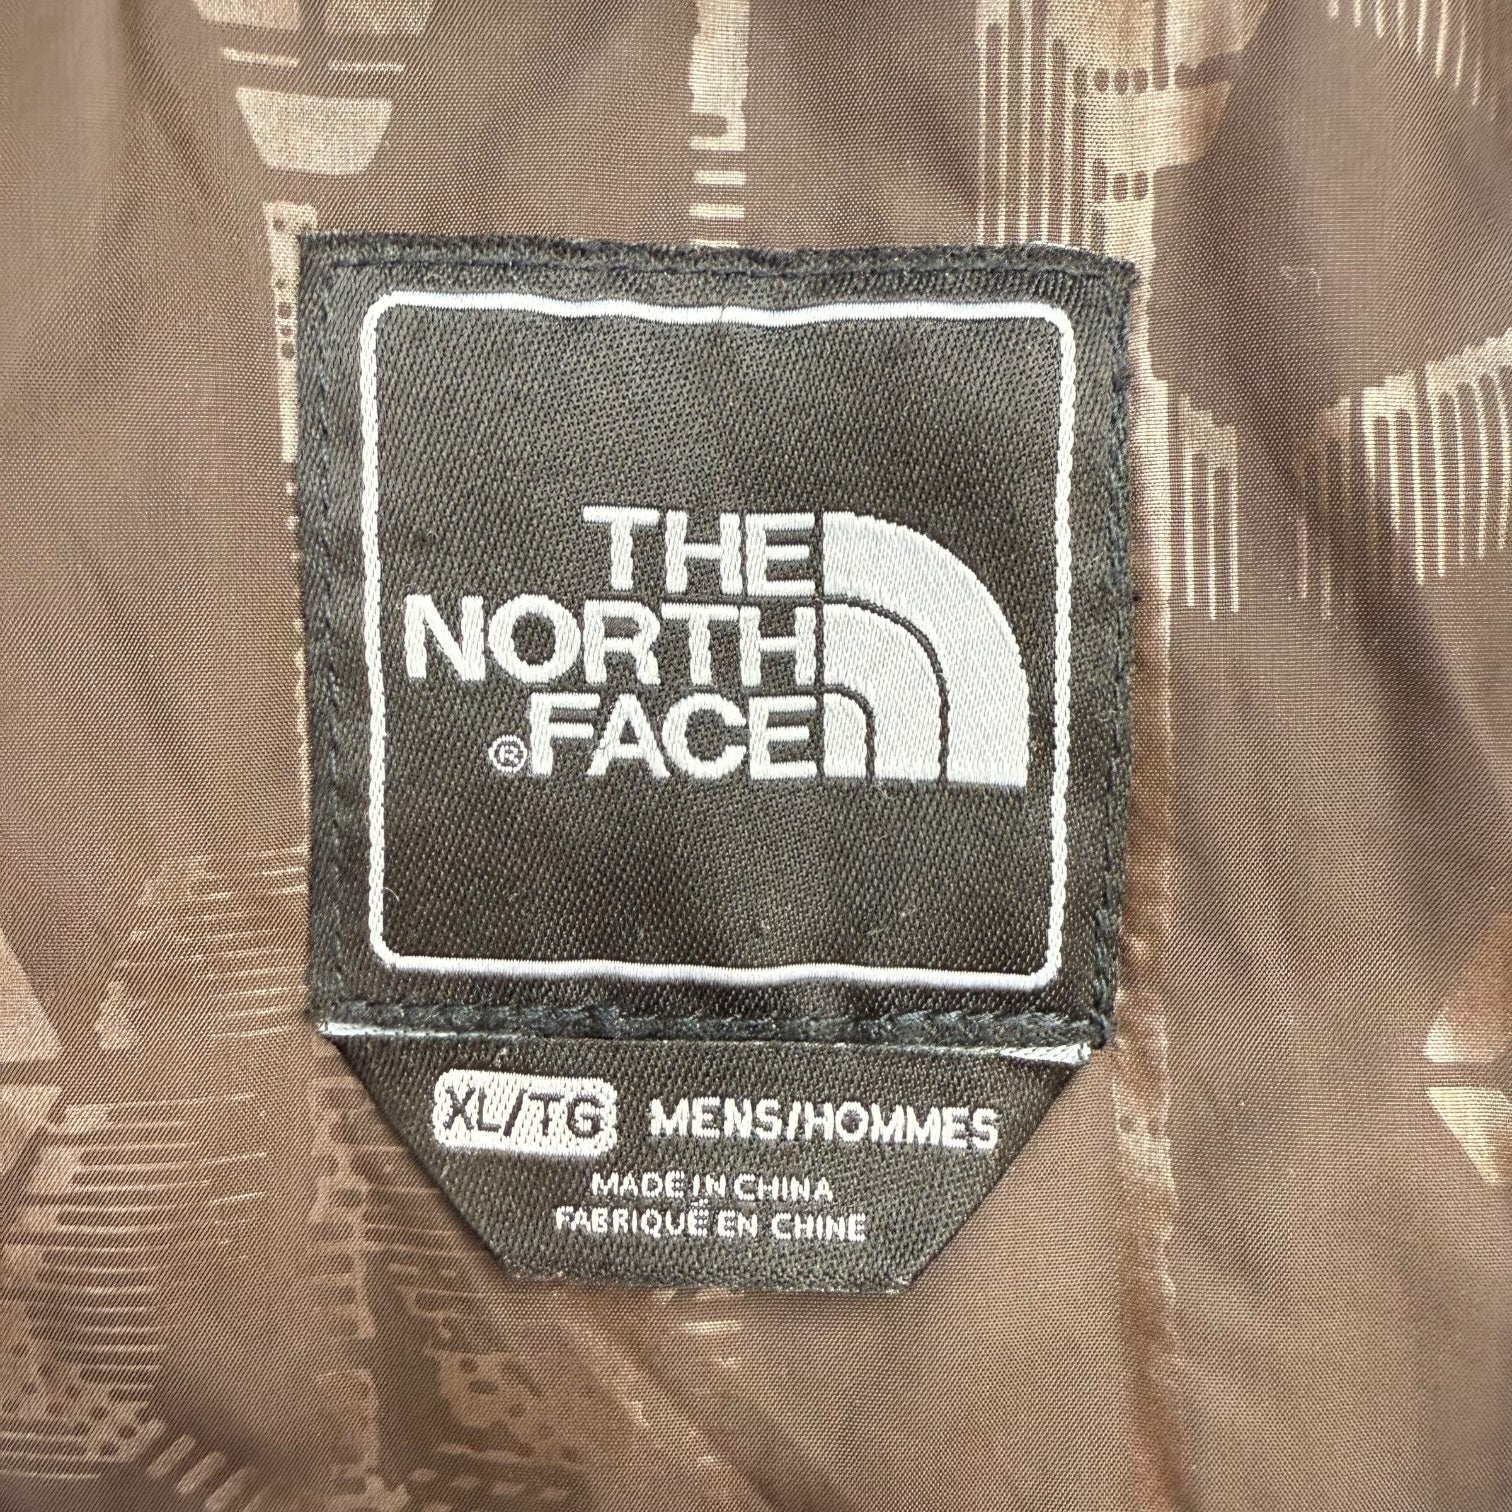 THE
NORTH
®FACE
XL/TG MENS/HOMMES
MADE IN CHINA
FABRIQUÉ EN CHINE